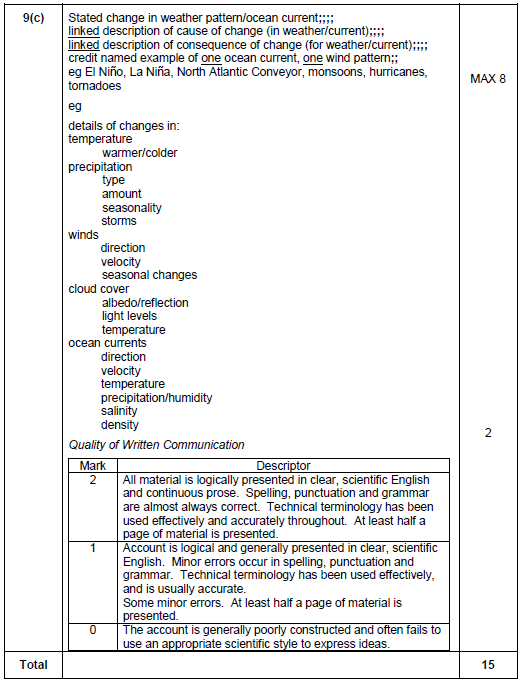 9(c)
Stated change in weather pattern/ocean current;;;;
linked description of cause of change (in weather/current);;;;
linked description of consequence of change (for weather/current);;;;
credit named example of one ocean current, one wind pattern;;
eg El Niño, La Niña, North Atlantic Conveyor, monsoons, hurricanes,
tornadoes
MAX 8
eg
details of changes in:
temperature
warmer/colder
precipitation
type
amount
seasonality
storms
winds
direction
velocity
seasonal changes
cloud cover
albedo/reflection
light levels
temperature
ocean currents
direction
velocity
temperature
precipitation/humidity
salinity
density
2
Quality of Written Communication
Mark Descriptor
2 All material is logically presented in clear, scientific English
and continuous prose. Spelling, punctuation and grammar
are almost always correct. Technical terminology has been
used effectively and accurately throughout. At least half a
page of material is presented.
1 Account is logical and generally presented in clear, scientific
English. Minor errors occur in spelling, punctuation and
grammar. Technical terminology has been used effectively,
and is usually accurate.
Some minor errors. At least half a page of material is
presented.
0 The account is generally poorly constructed and often fails to
use an appropriate scientific style to express ideas.
Total 15